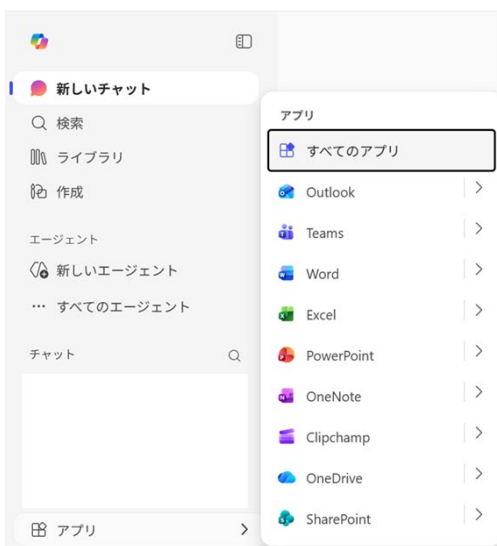 新しいチャット
検索
ライブラリ
作成
エージェント
新しいエージェント
すべてのエージェント
チャット
アプリ
アプリ
すべてのアプリ
Outlook
Teams
Word
Excel
PowerPoint
OneNote
Clipchamp
OneDrive
SharePoint